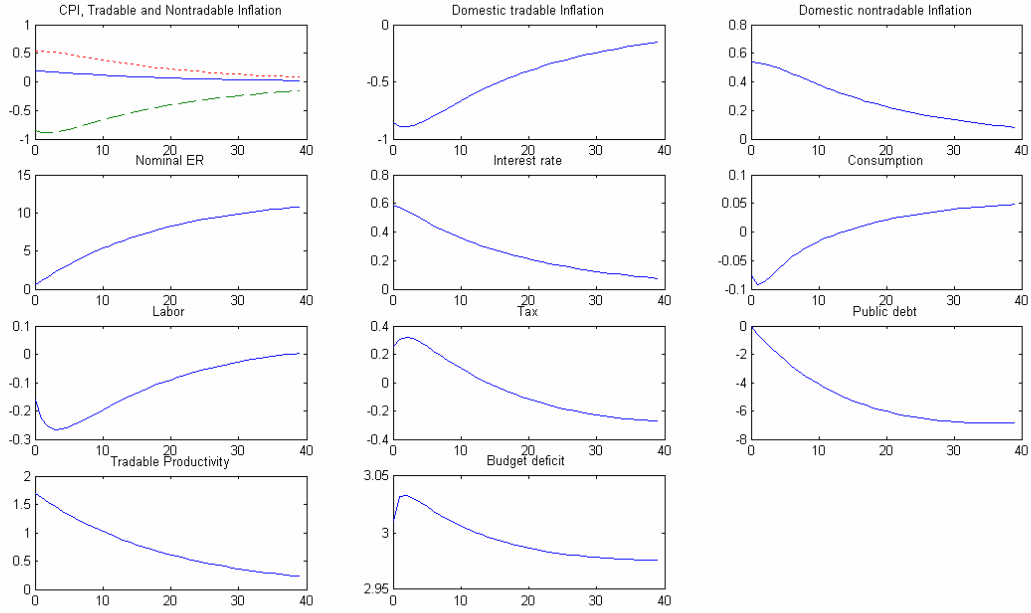 CPI, Tradable and Nontradable Inflation
1
0.5
0
-0.5
-1
0 10 20 30 40
Domestic tradable Inflation
0
-0.5
-1
0 10 20 30 40
Domestic nontradable Inflation
0.8
0.6
0.4
0.2
0
0 10 20 30 40
Nominal ER
15
10
5
0
0 10 20 30 40
Interest rate
0.8
0.6
0.4
0.2
0
0 10 20 30 40
Consumption
0.1
0.05
0
-0.05
-0.1
0 10 20 30 40
Labor
0.1
0
-0.1
-0.2
-0.3
0 10 20 30 40
Tax
0.4
0.2
0
-0.2
-0.4
0 10 20 30 40
Public debt
0
-2
-4
-6
-8
0 10 20 30 40
Tradable Productivity
2
1.5
1
0.5
0
0 10 20 30 40
Budget deficit
3.05
3
2.95
0 10 20 30 40